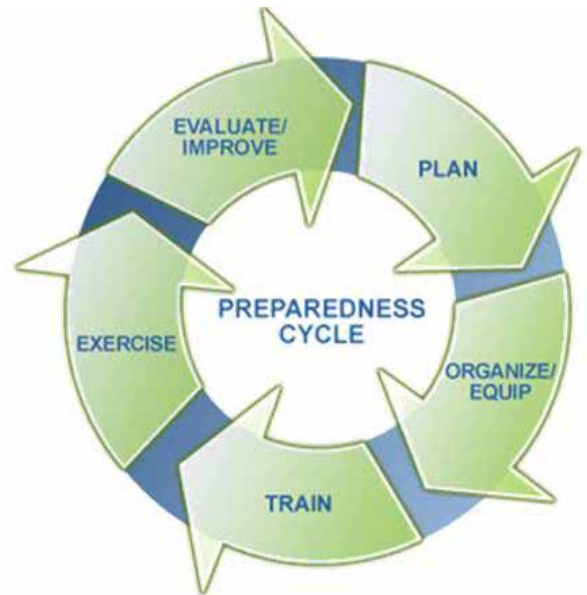 EVALUATE/
IMPROVE
PLAN
PREPAREDNESS
CYCLE
EXERCISE
ORGANIZE/
EQUIP
TRAIN